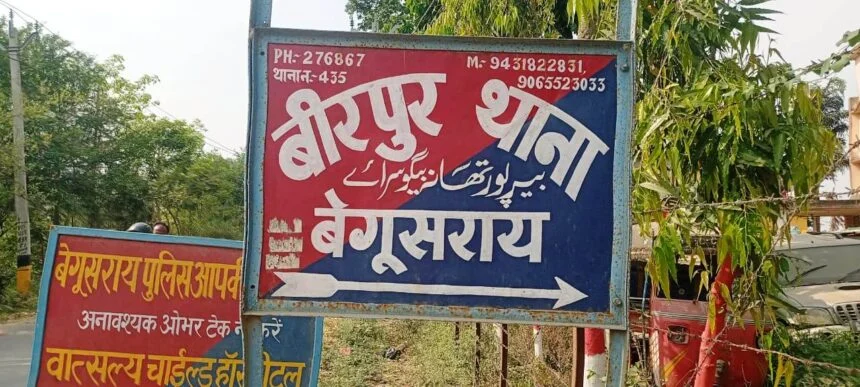 PH:- 276867
थानान:- 435
M.- 9431822831,
9065523033
बीरपुर थाना
بیرپور تھانہ بیگوسرائے
बेगूसराय
बेगूसराय पुलिस आपकी
अनावश्यक ओभर टेक न करें
वात्सल्य चाईल्ड हॉस्पीटल